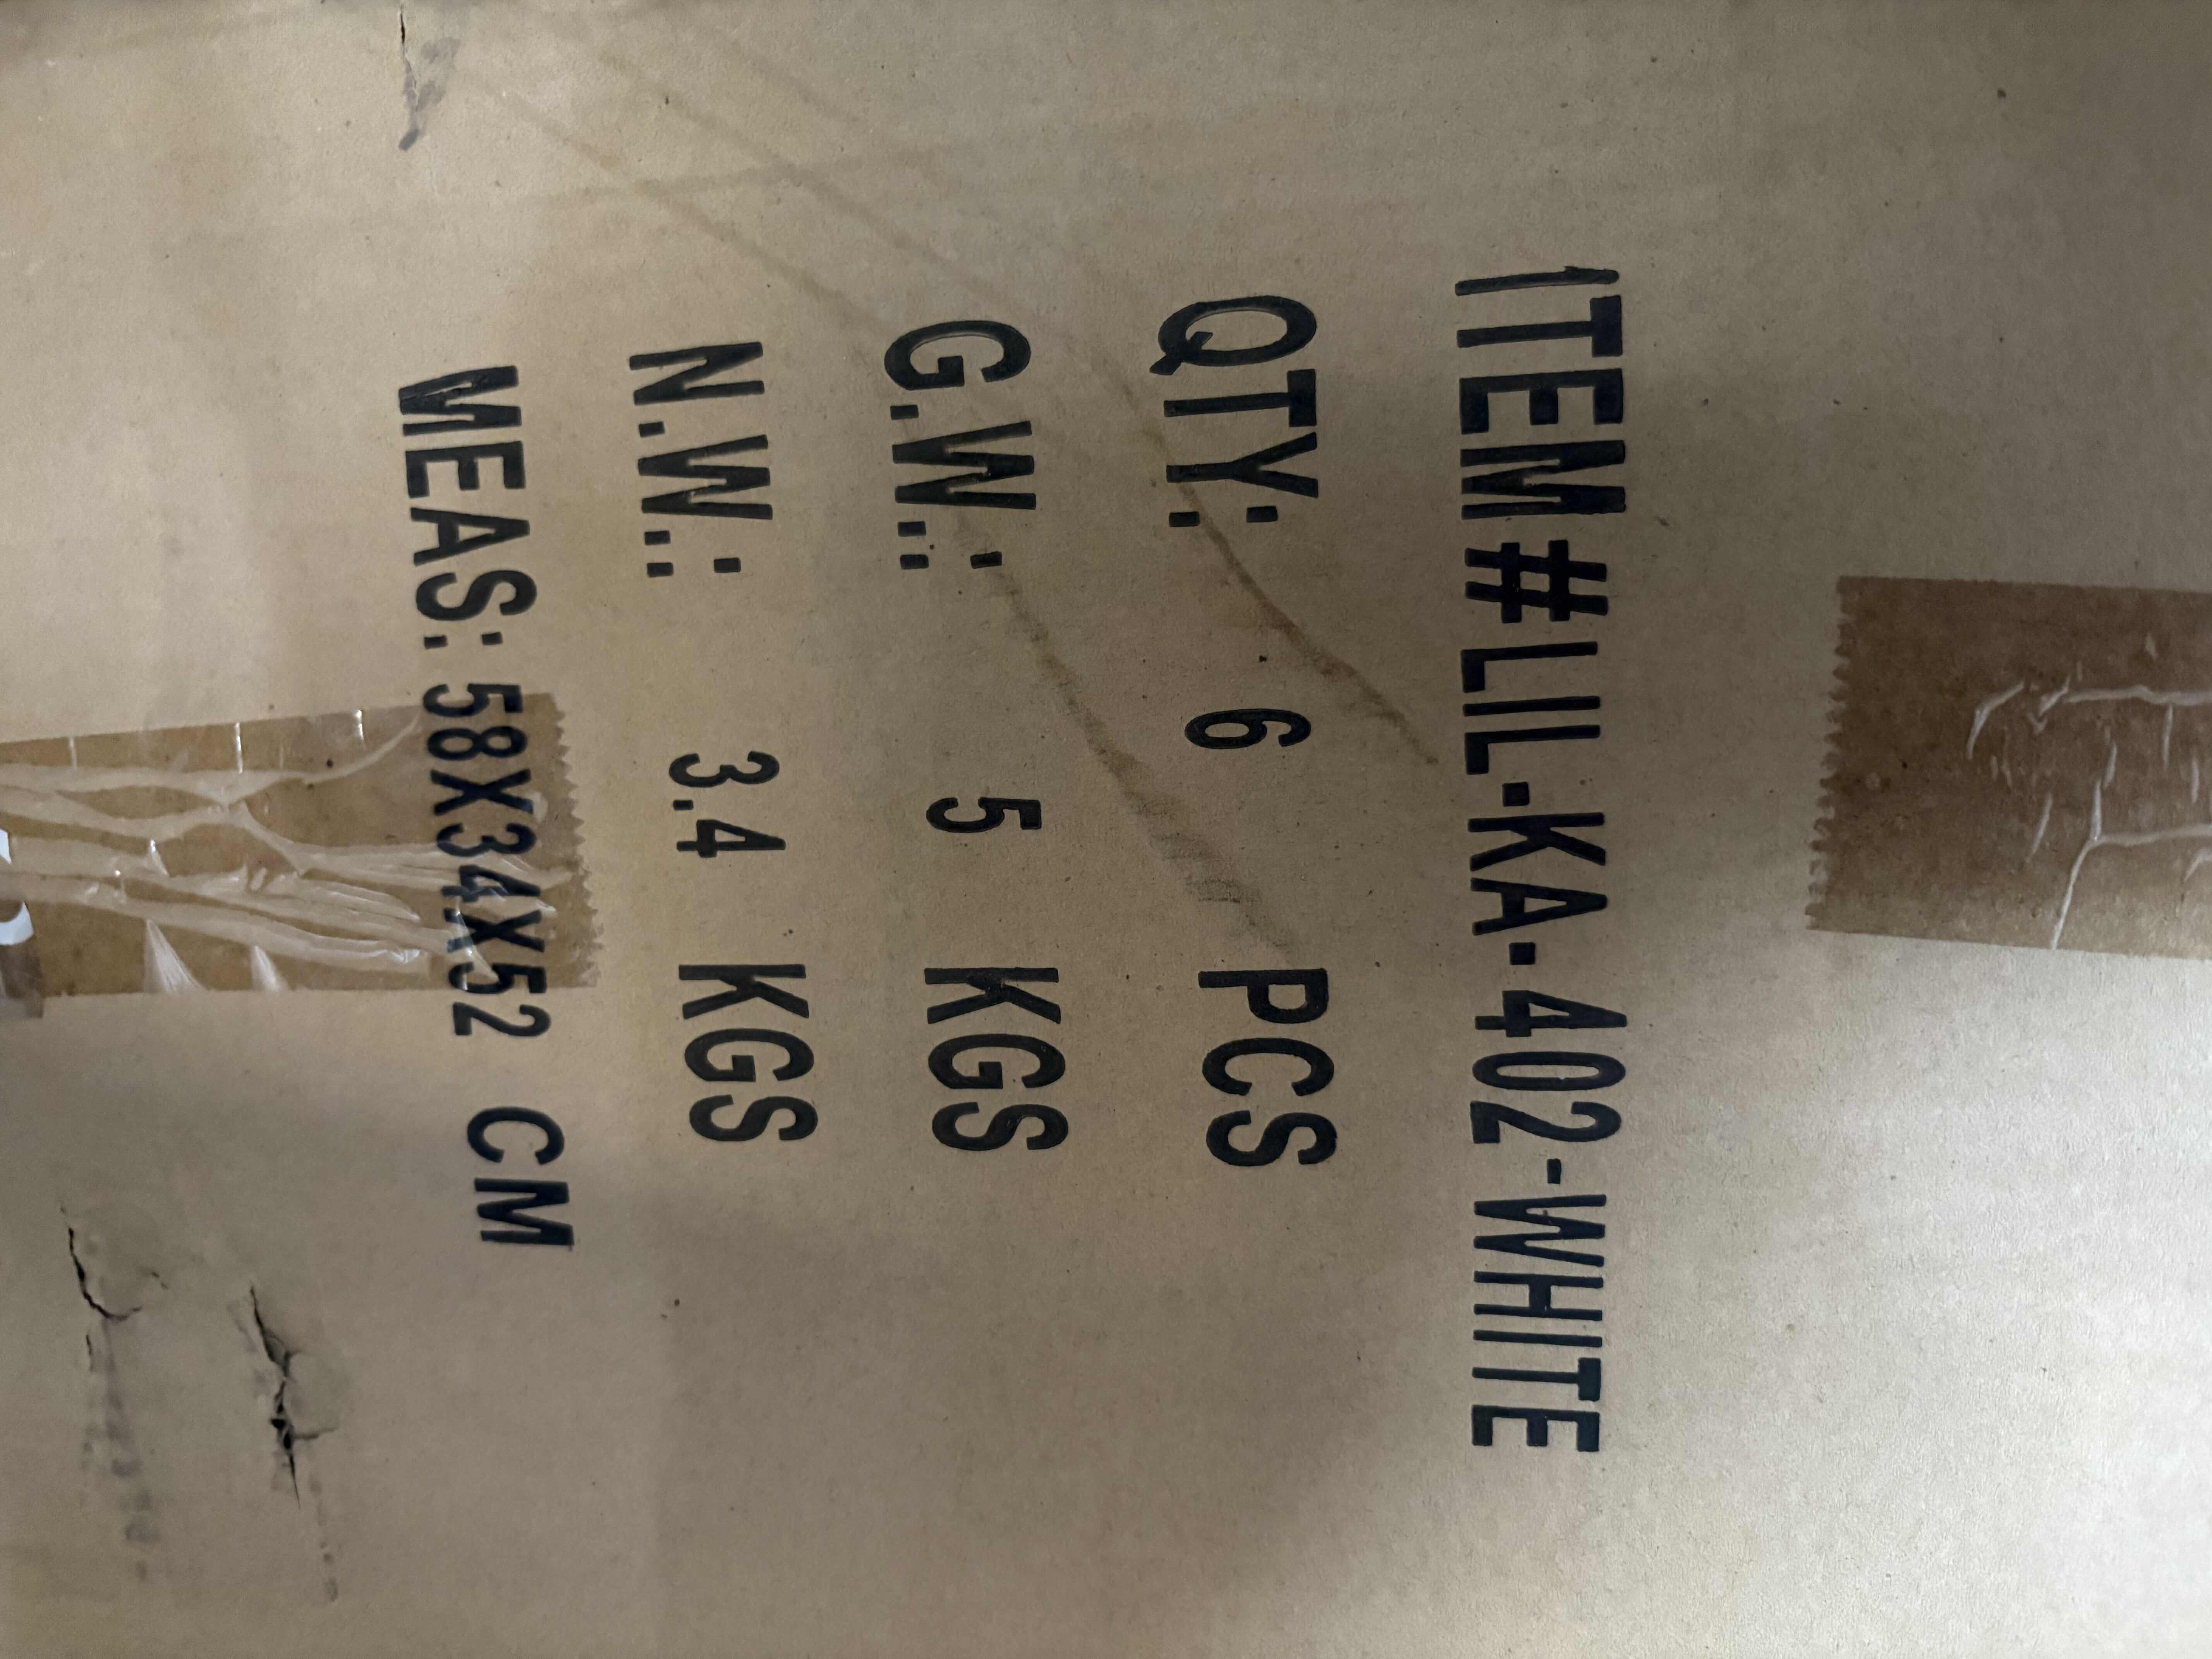 ITEM#LIL-KA-402-WHITE
QTY: 6 PCS
G.W.: 5 KGS
N.W.: 3.4 KGS
MEAS: 58X34X52 CM